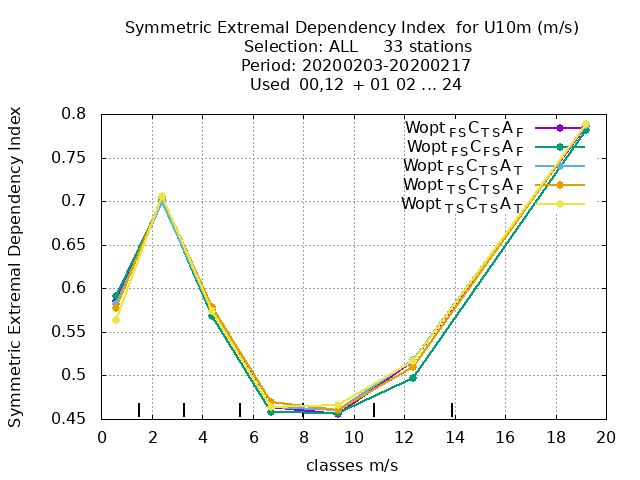 Symmetric Extremal Dependency Index for U10m (m/s)
Selection: ALL 33 stations
Period: 20200203-20200217
Used 00,12 + 01 02 ... 24
Symmetric Extremal Dependency Index
0.8
0.75
0.7
0.65
0.6
0.55
0.5
0.45
Wopt FS C TS A F
Wopt FS C FS A F
Wopt FS C TS A T
Wopt TS C TS A F
Wopt TS C TS A T
0 2 4 6 8 10 12 14 16 18 20
classes m/s